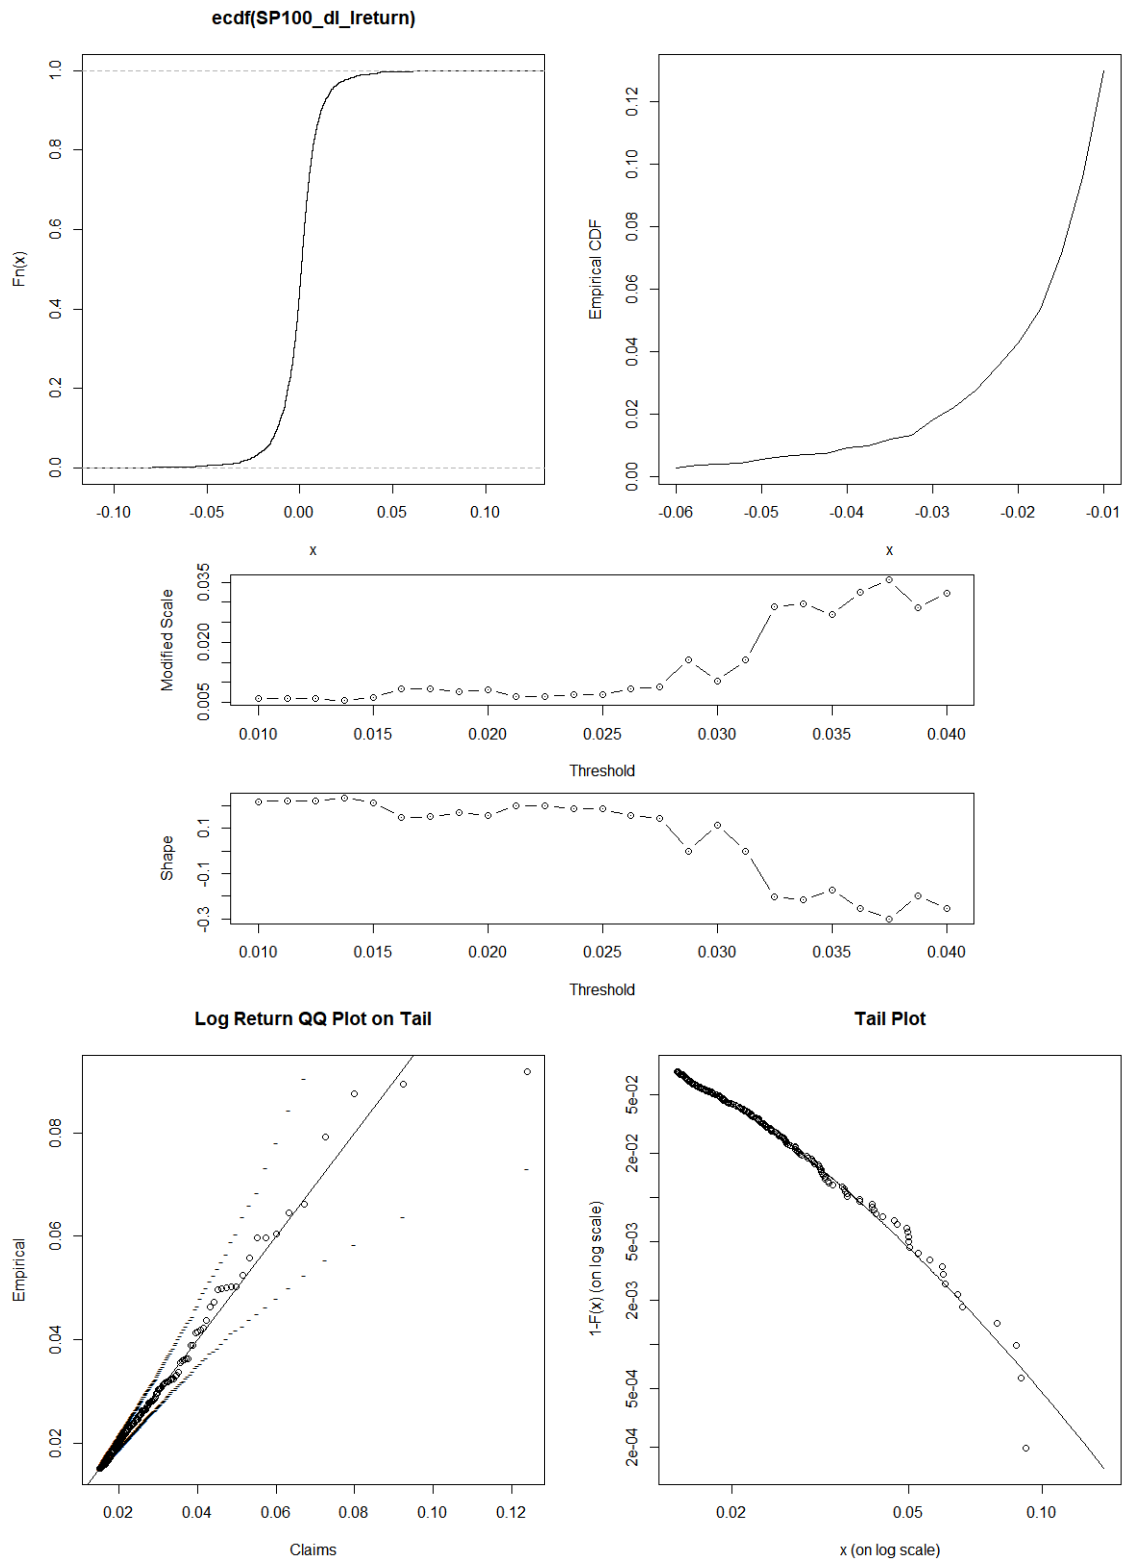 ecdf(SP100_dl_lreturn)
Fn(x)
0.0 0.2 0.4 0.6 0.8 1.0
-0.10 -0.05 0.00 0.05 0.10
x
Empirical CDF
0.00 0.02 0.04 0.06 0.08 0.10 0.12
-0.06 -0.05 -0.04 -0.03 -0.02 -0.01
x
Modified Scale
0.005 0.020 0.035
0.010 0.015 0.020 0.025 0.030 0.035 0.040
Threshold
Shape
-0.3 -0.1 0.1
0.010 0.015 0.020 0.025 0.030 0.035 0.040
Threshold
Log Return QQ Plot on Tail
Empirical
0.02 0.04 0.06 0.08
0.02 0.04 0.06 0.08 0.10 0.12
Claims
Tail Plot
1-F(x) (on log scale)
2e-04 5e-04 2e-03 5e-03 2e-02 5e-02
0.02 0.05 0.10
x (on log scale)